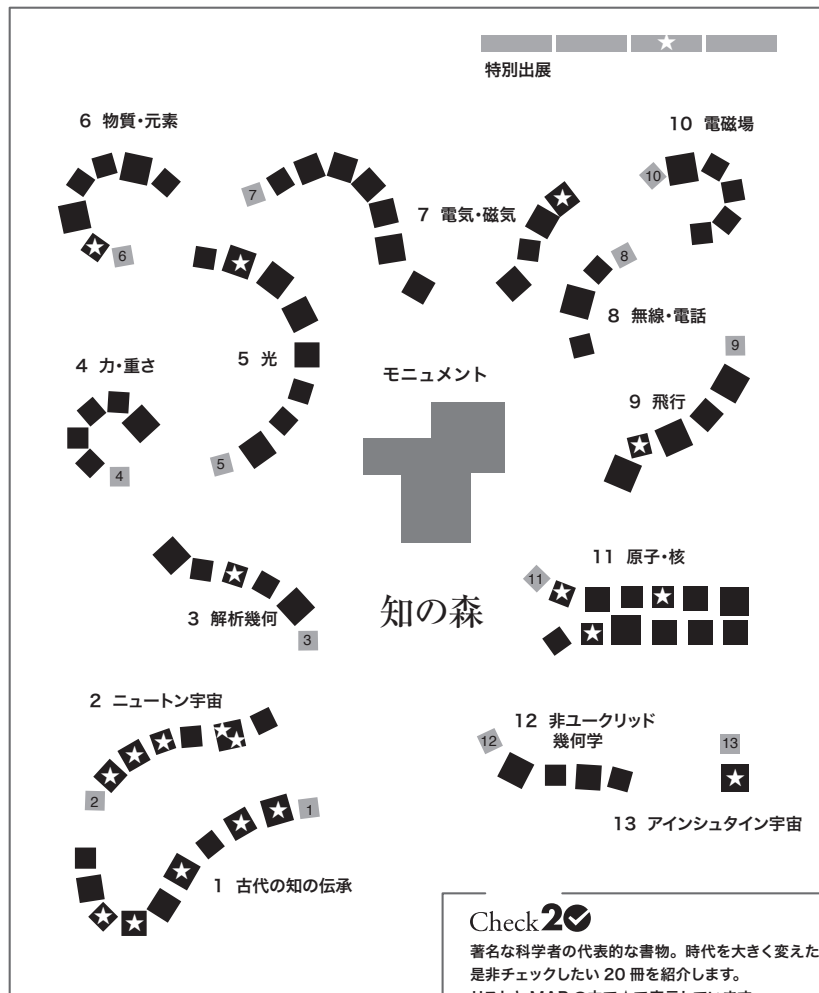 特別出展
6 物質・元素
10 電磁場
7
10
7 電気・磁気
6
8
8 無線・電話
9
4 力・重さ
5 光
モニュメント
9 飛行
5
4
11 原子・核
11
3 解析幾何
知の森
3
2 ニュートン宇宙
12 非ユークリッド
幾何学
12
13
2
1
13 アインシュタイン宇宙
1 古代の知の伝承
Check20
著名な科学者の代表的な書物。時代を大きく変えた
是非チェックしたい 20 冊を紹介します。